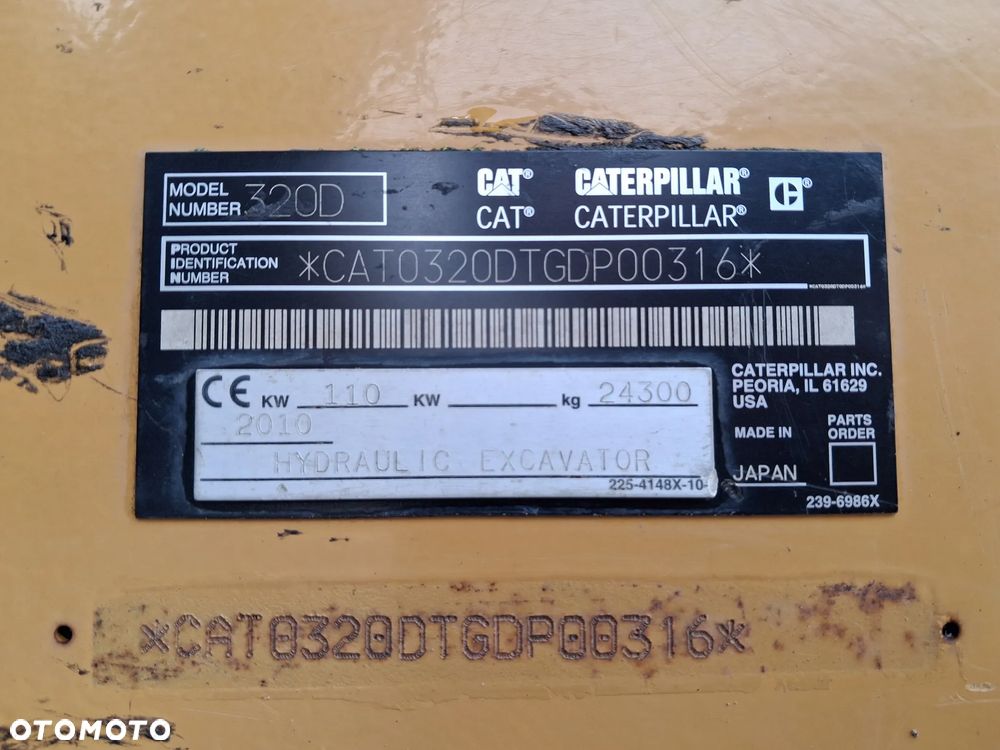 MODEL NUMBER 320D
CAT® CATERPILLAR® C®
CAT® CATERPILLAR®
PRODUCT IDENTIFICATION NUMBER *CAT0320DTGDP00316*
*CAT0320DTGDP00316*
CE KW 110 KW kg 24300
2010
HYDRAULIC EXCAVATOR
225-4148X-10-
CATERPILLAR INC.
PEORIA, IL 61629
USA
MADE IN
JAPAN
PARTS
ORDER
239-6986X
*CAT0320DTGDP00316*
OTOMOTO